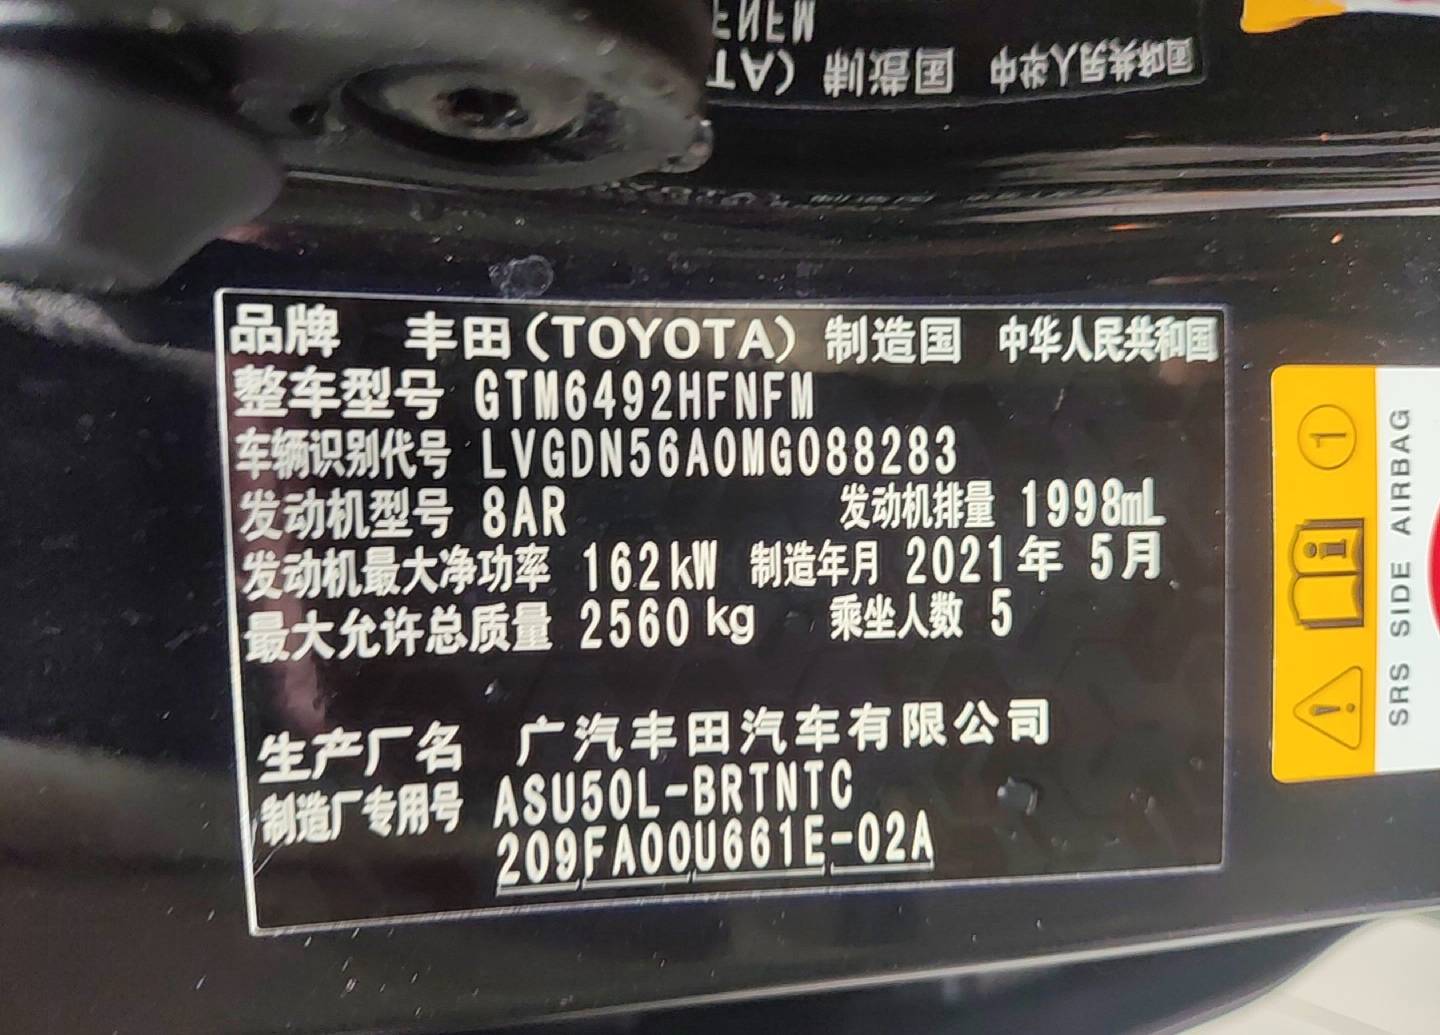 品牌 丰田(TOYOTA) 制造国 中华人民共和国
整车型号 GTM6492HFNFM
车辆识别代号 LVGDN56A0MG088283
发动机型号 8AR 发动机排量 1998mL
发动机最大净功率 162kW 制造年月 2021年 5月
最大允许总质量 2560kg 乘坐人数 5
生产厂名 广汽丰田汽车有限公司
制造厂专用号 ASU50L-BRTNTC
209FA00U661E-02A
SRS SIDE AIRBAG
1